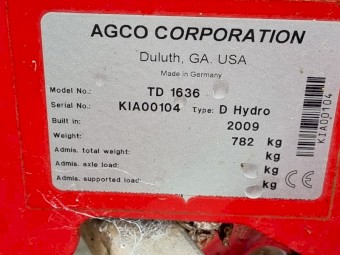 AGCO CORPORATION
Duluth, GA. USA
Made in Germany
Model No.: TD 1636
Serial No.: KIA00104 Type: D Hydro
Built in: 2009
Weight: 782 kg
Admis. total weight: kg
Admis. axle load: kg
Admis. supported load: kg
CE
KIA00104